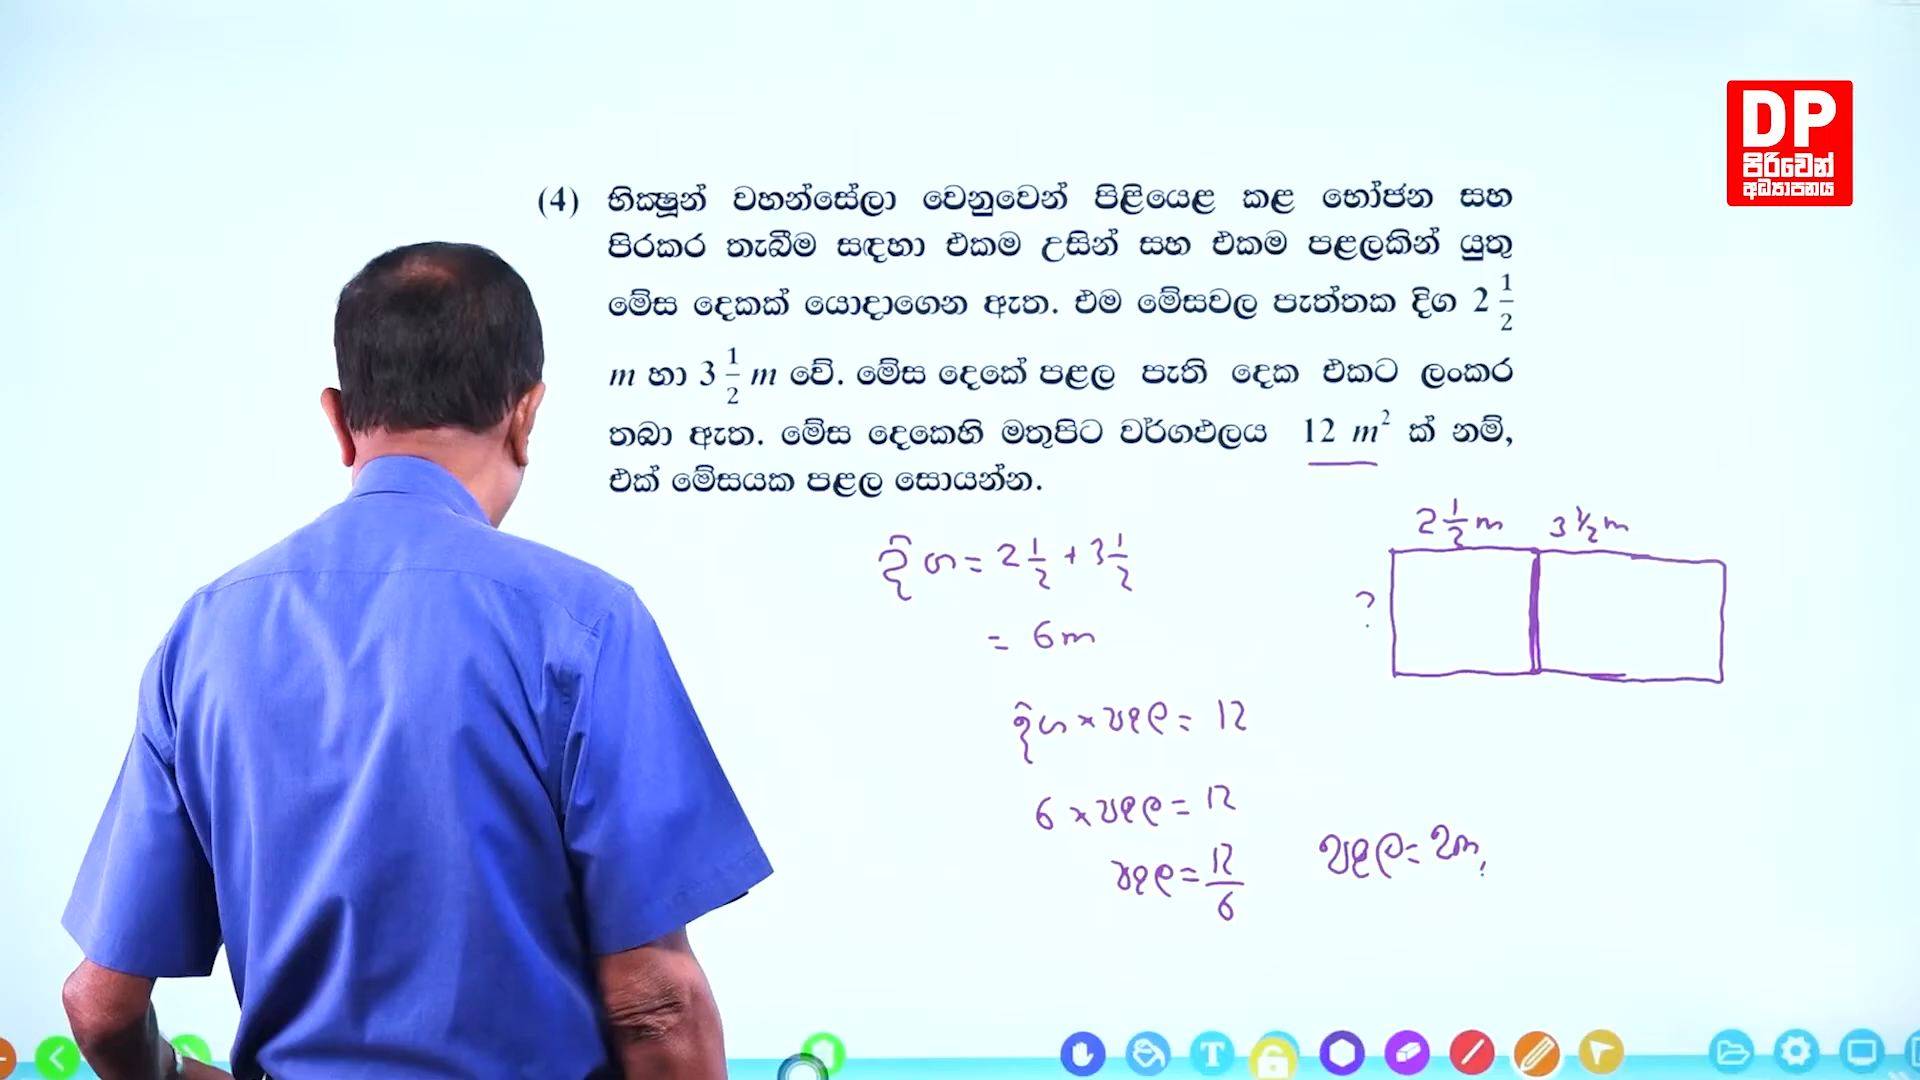 DP
පිරිවෙන්
අධ්‍යාපනය
(4) භික්ෂූන් වහන්සේලා වෙනුවෙන් පිළියෙළ කළ භෝජන සහ
පිරකර තැබීම සඳහා එකම උසින් සහ එකම පළලකින් යුතු
මේස දෙකක් යොදාගෙන ඇත. එම මේසවල පැත්තක දිග 2 1/2
m හා 3 1/2 m වේ. මේස දෙකේ පළල පැති දෙක එකට ලංකර
තබා ඇත. මේස දෙකෙහි මතුපිට වර්ගඵලය 12 m² ක් නම්,
එක් මේසයක පළල සොයන්න.
2 1/2 m 3 1/2 m
?
දිග = 2 1/2 + 3 1/2
= 6m
දිග × පළල = 12
6 × පළල = 12
පළල = 12/6
පළල = 2m
T